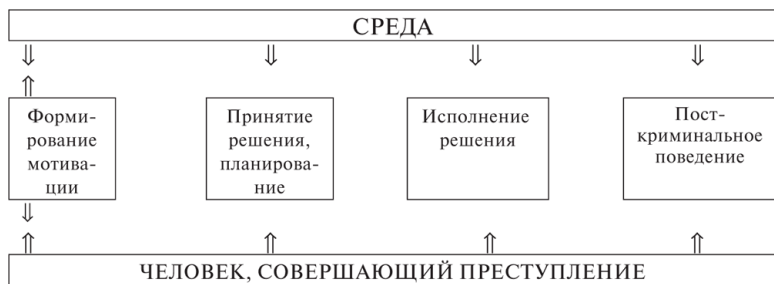 СРЕДА
Форми-
рование
мотива-
ции
Принятие
решения,
планирова-
ние
Исполнение
решения
Пост-
криминальное
поведение
ЧЕЛОВЕК, СОВЕРШАЮЩИЙ ПРЕСТУПЛЕНИЕ